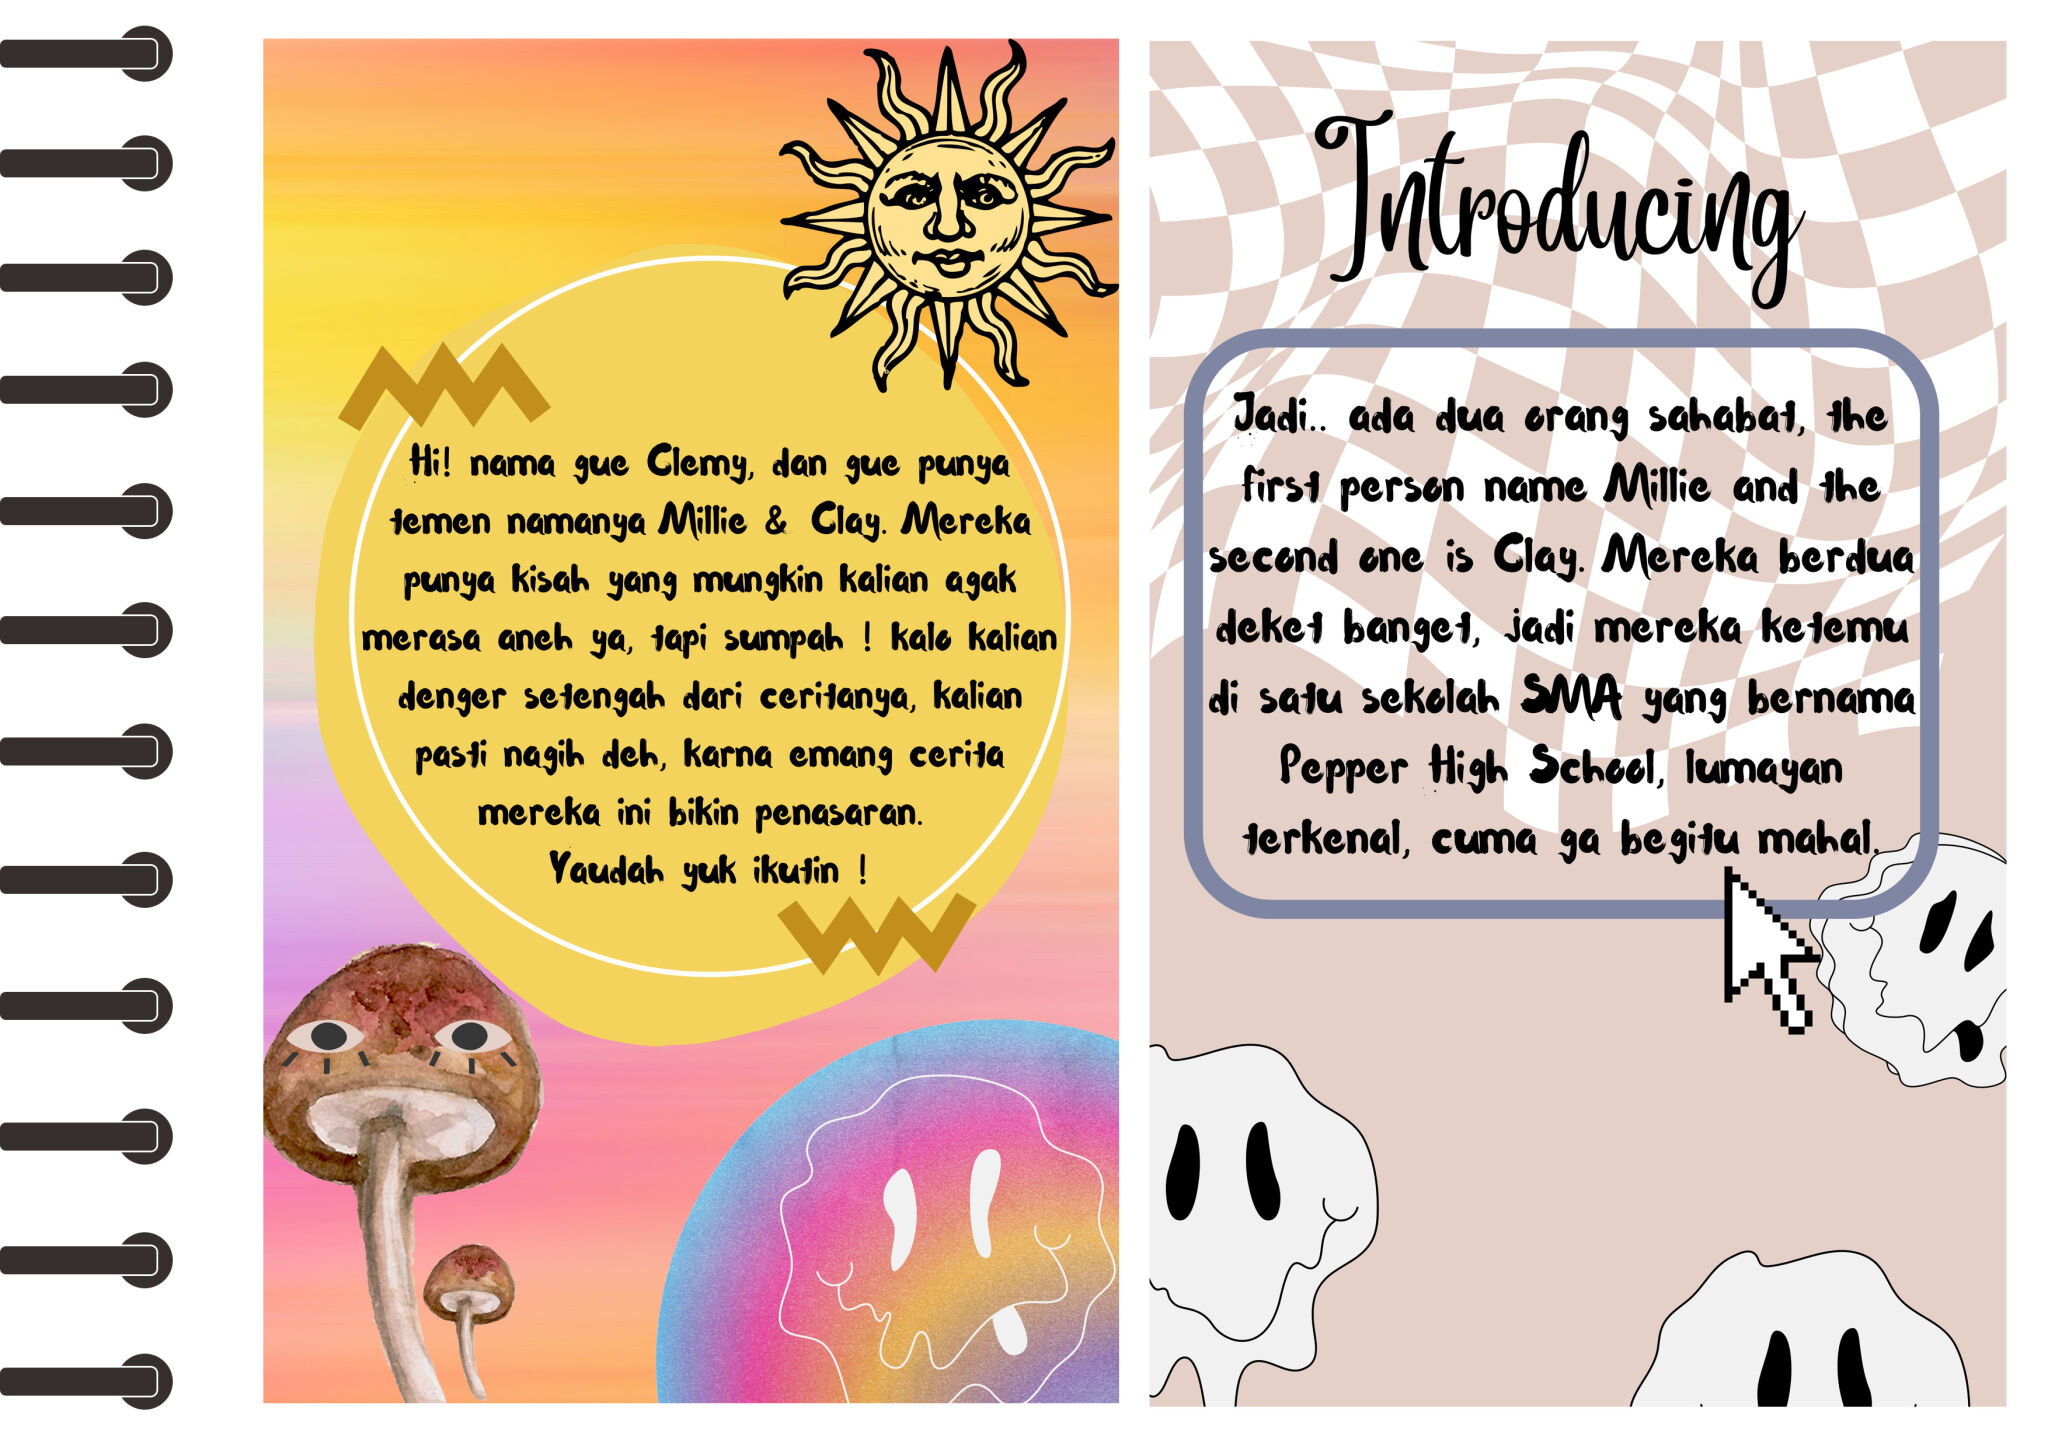 Hi! nama gue Clemy, dan gue punya
temen namanya Millie & Clay. Mereka
punya kisah yang mungkin kalian agak
merasa aneh ya, tapi sumpah ! kalo kalian
denger setengah dari ceritanya, kalian
pasti nagih deh, karna emang cerita
mereka ini bikin penasaran.
Yaudah yuk ikutin !
Introducing
Jadi.. ada dua orang sahabat, the
first person name Millie and the
second one is Clay. Mereka berdua
deket banget, jadi mereka ketemu
di satu sekolah SMA yang bernama
Pepper High School, lumayan
terkenal, cuma ga begitu mahal.